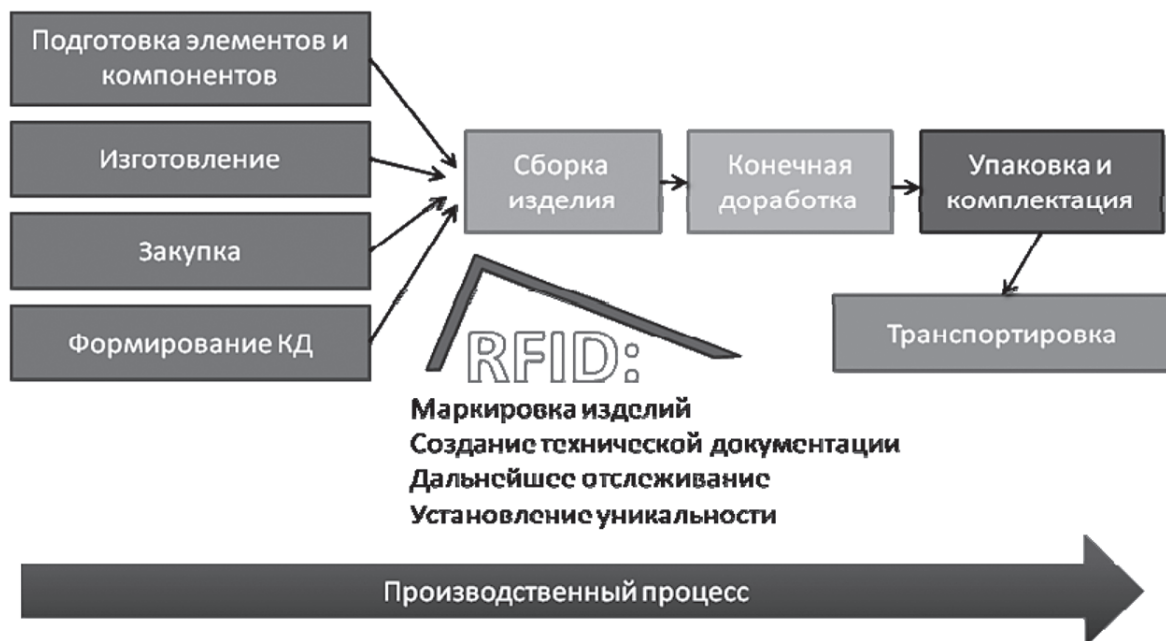 Подготовка элементов и
компонентов
Изготовление
Закупка
Формирование КД
Сборка
изделия
Конечная
доработка
Упаковка и
комплектация
Транспортировка
RFID:
Маркировка изделий
Создание технической документации
Дальнейшее отслеживание
Установление уникальности
Производственный процесс